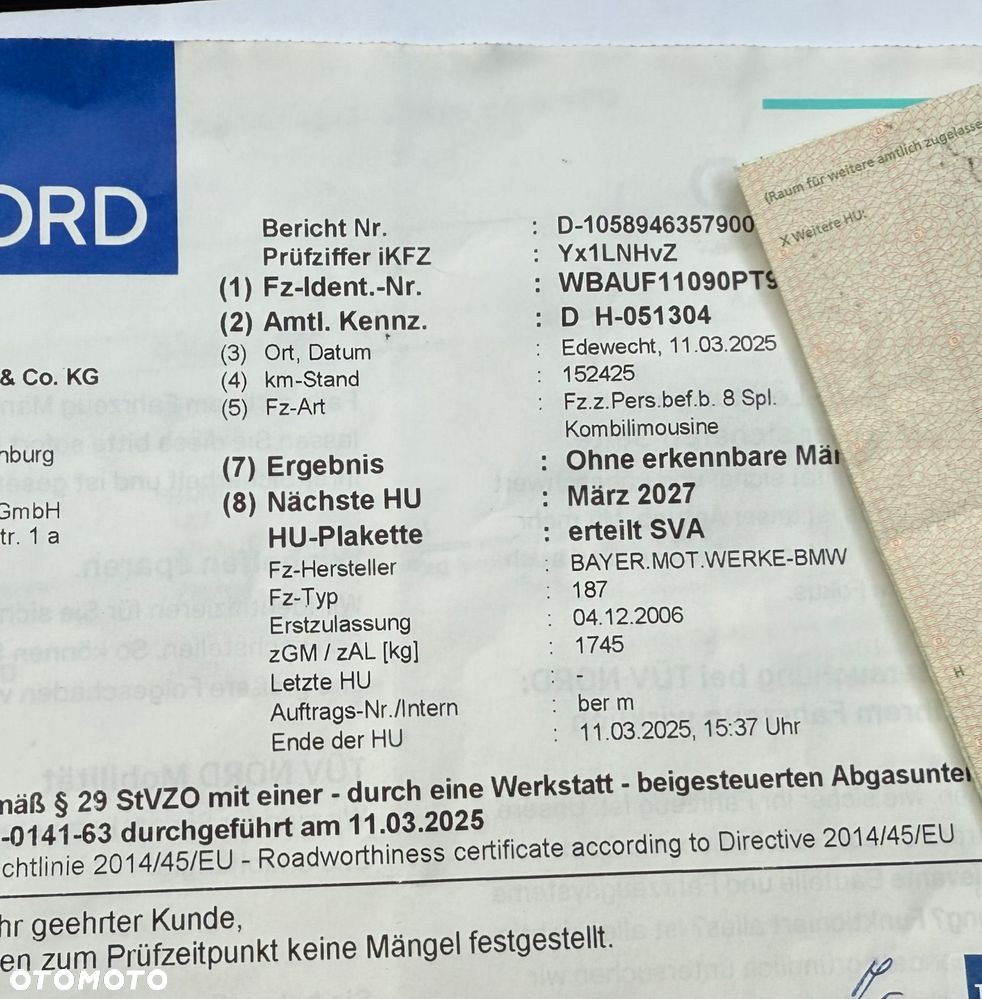 ORD
(Raum für weitere amtlich zugelasse
X Weitere HU:
Bericht Nr. : D-1058946357900
Prüfziffer iKFZ : Yx1LNHvZ
(1) Fz-Ident.-Nr. : WBAUF11090PT9
(2) Amtl. Kennz. : D H-051304
(3) Ort, Datum : Edewecht, 11.03.2025
& Co. KG
(4) km-Stand : 152425
(5) Fz-Art : Fz.z.Pers.bef.b. 8 Spl.
Kombilimousine
nburg
(7) Ergebnis : Ohne erkennbare Män
(8) Nächste HU : März 2027
GmbH
tr. 1 a
HU-Plakette : erteilt SVA
Fz-Hersteller : BAYER.MOT.WERKE-BMW
Fz-Typ : 187
Erstzulassung : 04.12.2006
zGM / zAL [kg] : 1745
Letzte HU : -
H
Auftrags-Nr./Intern : ber m
Ende der HU : 11.03.2025, 15:37 Uhr
mäß § 29 StVZO mit einer - durch eine Werkstatt - beigesteuerten Abgasunter
-0141-63 durchgeführt am 11.03.2025
chtlinie 2014/45/EU - Roadworthiness certificate according to Directive 2014/45/EU
hr geehrter Kunde,
en zum Prüfzeitpunkt keine Mängel festgestellt.
OTOMOTO